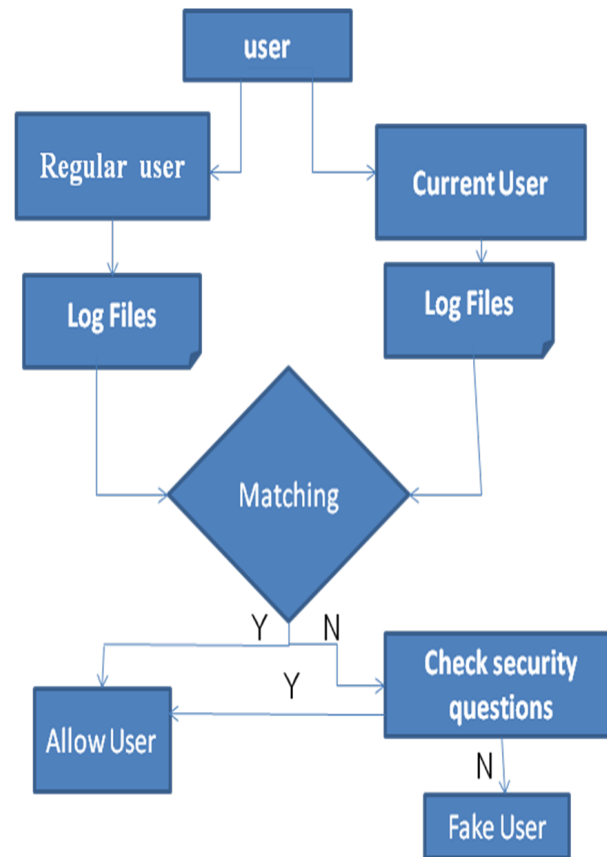 user
Regular user
Current User
Log Files
Log Files
Matching
Y
N
Y
Check security
questions
Allow User
N
Fake User